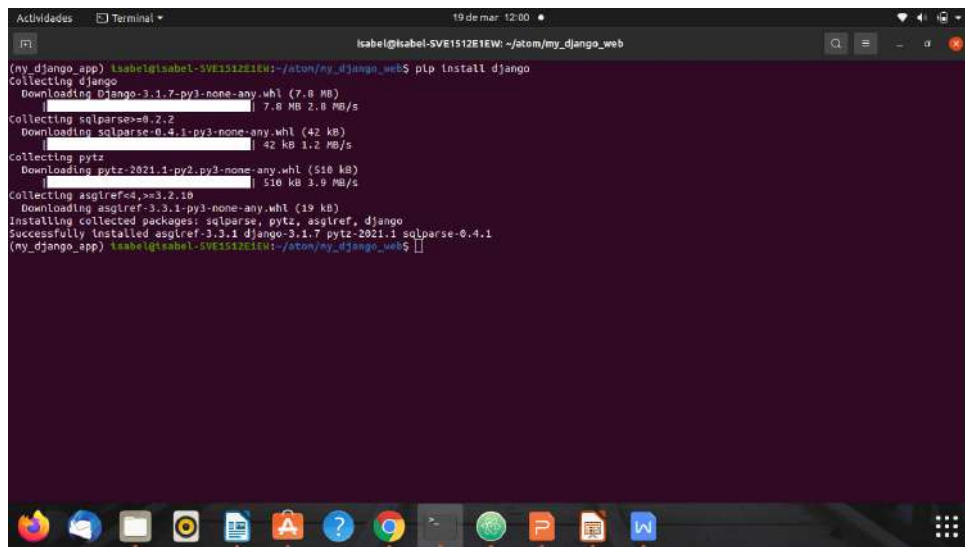 Actividades Terminal 19 de mar 12:00
isabel@isabel-SVE1512E1EW: ~/atom/my_django_web
(my_django_app) isabel@isabel-SVE1512E1EW:~/atom/my_django_web$ pip install django
Collecting django
Downloading Django-3.1.7-py3-none-any.whl (7.8 MB)
| | 7.8 MB 2.8 MB/s
Collecting sqlparse>=0.2.2
Downloading sqlparse-0.4.1-py3-none-any.whl (42 kB)
| | 42 kB 1.2 MB/s
Collecting pytz
Downloading pytz-2021.1-py2.py3-none-any.whl (510 kB)
| | 510 kB 3.9 MB/s
Collecting asgiref<4,>=3.2.10
Downloading asgiref-3.3.1-py3-none-any.whl (19 kB)
Installing collected packages: sqlparse, pytz, asgiref, django
Successfully installed asgiref-3.3.1 django-3.1.7 pytz-2021.1 sqlparse-0.4.1
(my_django_app) isabel@isabel-SVE1512E1EW:~/atom/my_django_web$